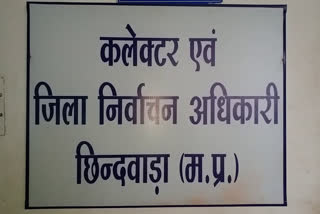 कलेक्टर एवं
जिला निर्वाचन अधिकारी
छिन्दवाड़ा (म.प्र.)